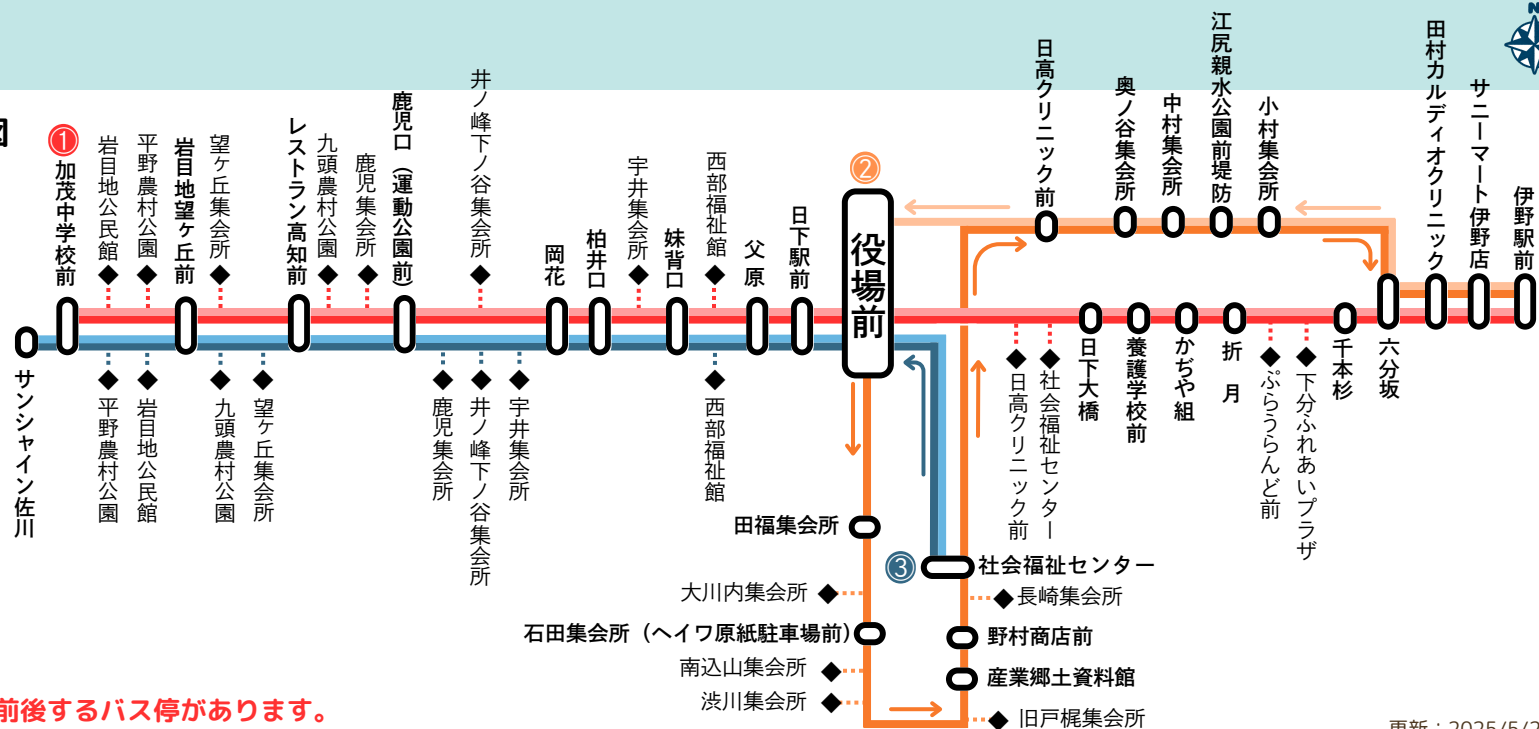 N
図
①
加茂中学校前
岩目地公民館
平野農村公園
岩目地望ヶ丘前
望ヶ丘集会所
レストラン高知前
九頭農村公園
鹿児集会所
鹿児口（運動公園前）
井ノ峰下ノ谷集会所
岡花
柏井口
宇井集会所
妹背口
西部福祉館
父原
日下駅前
②
役場前
日高クリニック前
奥ノ谷集会所
中村集会所
江尻親水公園前堤防
小村集会所
田村カルディオクリニック
サニーマート伊野店
伊野駅前
サンシャイン佐川
平野農村公園
岩目地公民館
九頭農村公園
望ヶ丘集会所
鹿児集会所
井ノ峰下ノ谷集会所
宇井集会所
西部福祉館
日高クリニック前
社会福祉センター
日下大橋
養護学校前
かぢや組
折月
ぷらうらんど前
下分ふれあいプラザ
千本杉
六分坂
田福集会所
③
社会福祉センター
大川内集会所
長崎集会所
石田集会所（ヘイワ原紙駐車場前）
野村商店前
南込山集会所
産業郷土資料館
渋川集会所
旧戸梶集会所
前後するバス停があります。
更新：2025/5/2